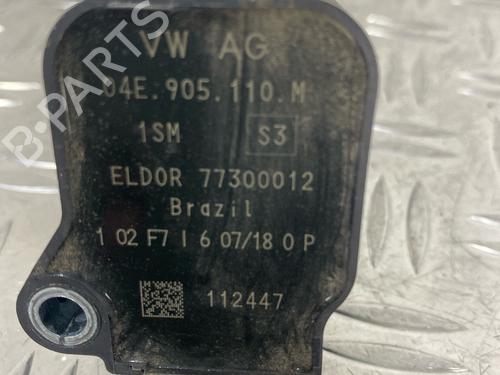 VW AG
04E.905.110.M
1SM S3
ELDOR 77300012
Brazil
1 02 F7 I 6 07/18 0 P
112447
B-PARTS